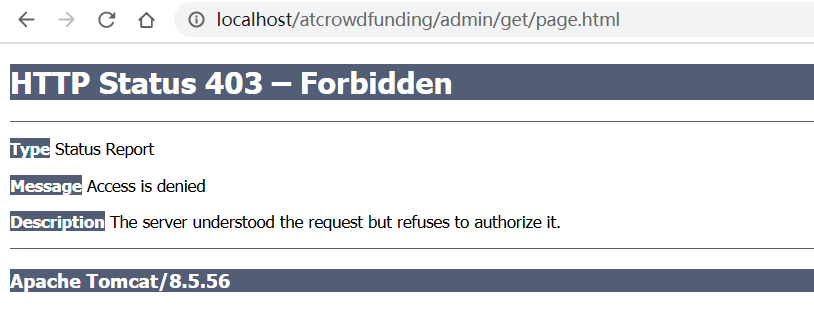 localhost/atcrowdfunding/admin/get/page.html
HTTP Status 403 – Forbidden
Type Status Report
Message Access is denied
Description The server understood the request but refuses to authorize it.
Apache Tomcat/8.5.56